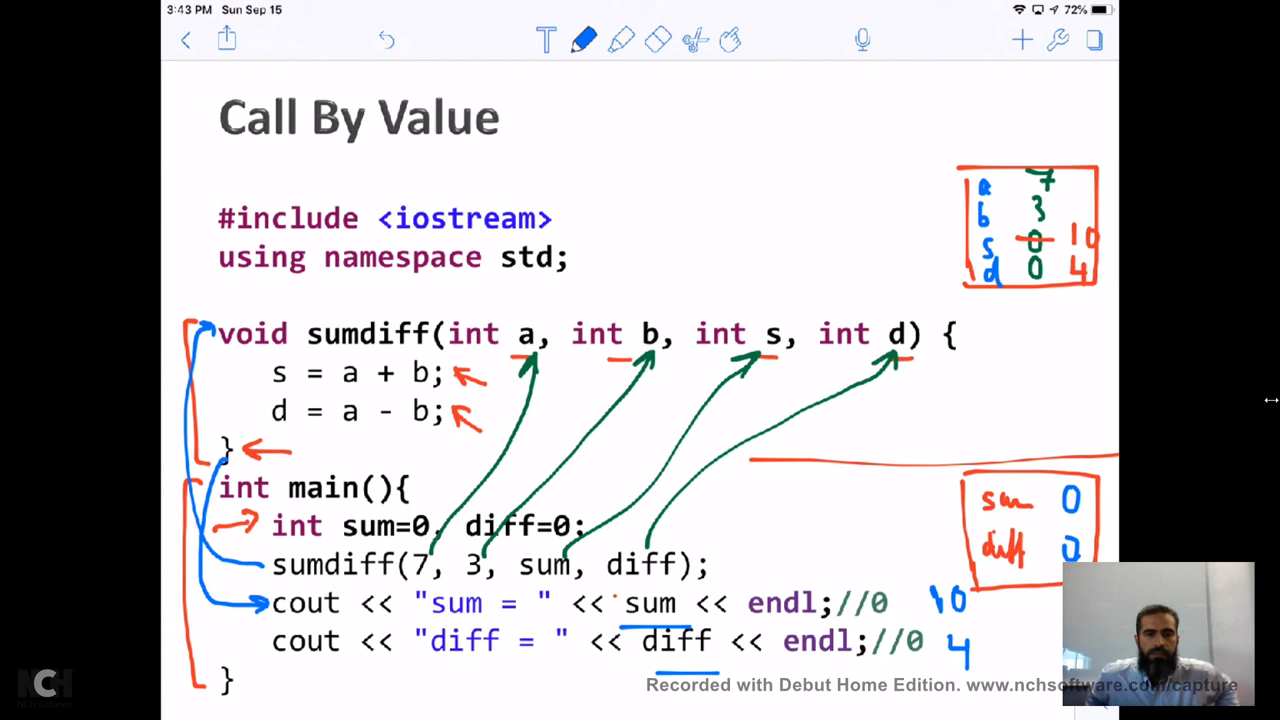 3:43 PM Sun Sep 15 72%
T
Call By Value
#include <iostream>
using namespace std;
a 7
b 3
s 0 10
d 0 4
void sumdiff(int a, int b, int s, int d) {
s = a + b;
d = a - b;
}
int main(){
int sum=0, diff=0;
sum 0
diff 0
sumdiff(7, 3, sum, diff);
cout << "sum = " << sum << endl;//0 10
cout << "diff = " << diff << endl;//0 4
}
NCH
NCH Software
Recorded with Debut Home Edition. www.nchsoftware.com/capture